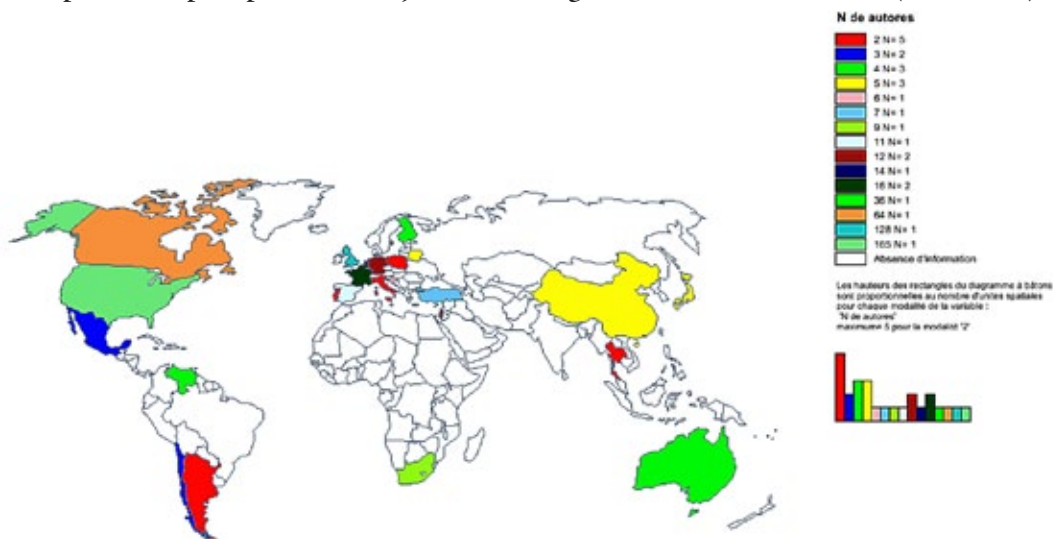 N de autores
2 N= 5
3 N= 2
4 N= 3
5 N= 3
6 N= 1
7 N= 1
9 N= 1
11 N= 1
12 N= 2
14 N= 1
16 N= 2
36 N= 1
64 N= 1
128 N= 1
165 N= 1
Absence d'information
Les hauteurs des rectangles du diagramme à bâtons
sont proportionnelles au nombre d'unités spatiales
pour chaque modalité de la variable :
"N de autores"
maximum= 5 pour la modalité '2'